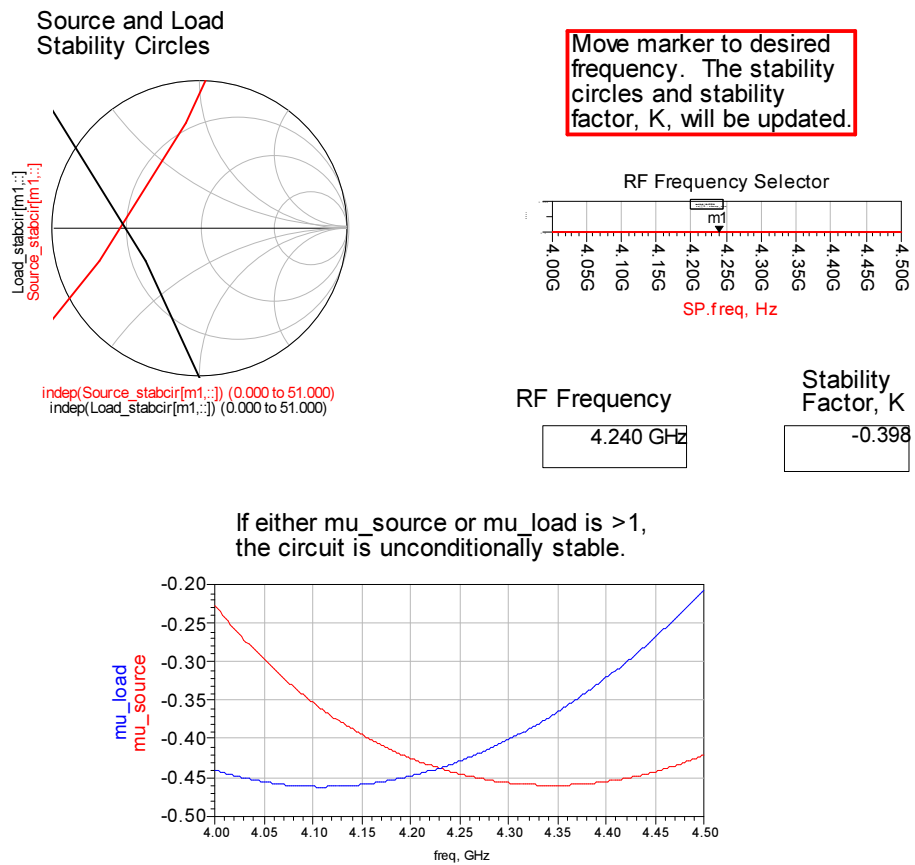 Source and Load
Stability Circles
Load_stabcir[m1,::]
Source_stabcir[m1,::]
indep(Source_stabcir[m1,::]) (0.000 to 51.000)
indep(Load_stabcir[m1,::]) (0.000 to 51.000)
Move marker to desired
frequency. The stability
circles and stability
factor, K, will be updated.
RF Frequency Selector
m1
4.00G
4.05G
4.10G
4.15G
4.20G
4.25G
4.30G
4.35G
4.40G
4.45G
4.50G
SP.freq, Hz
RF Frequency
4.240 GHz
Stability
Factor, K
-0.398
If either mu_source or mu_load is >1,
the circuit is unconditionally stable.
mu_load
mu_source
-0.20
-0.25
-0.30
-0.35
-0.40
-0.45
-0.50
4.00 4.05 4.10 4.15 4.20 4.25 4.30 4.35 4.40 4.45 4.50
freq, GHz